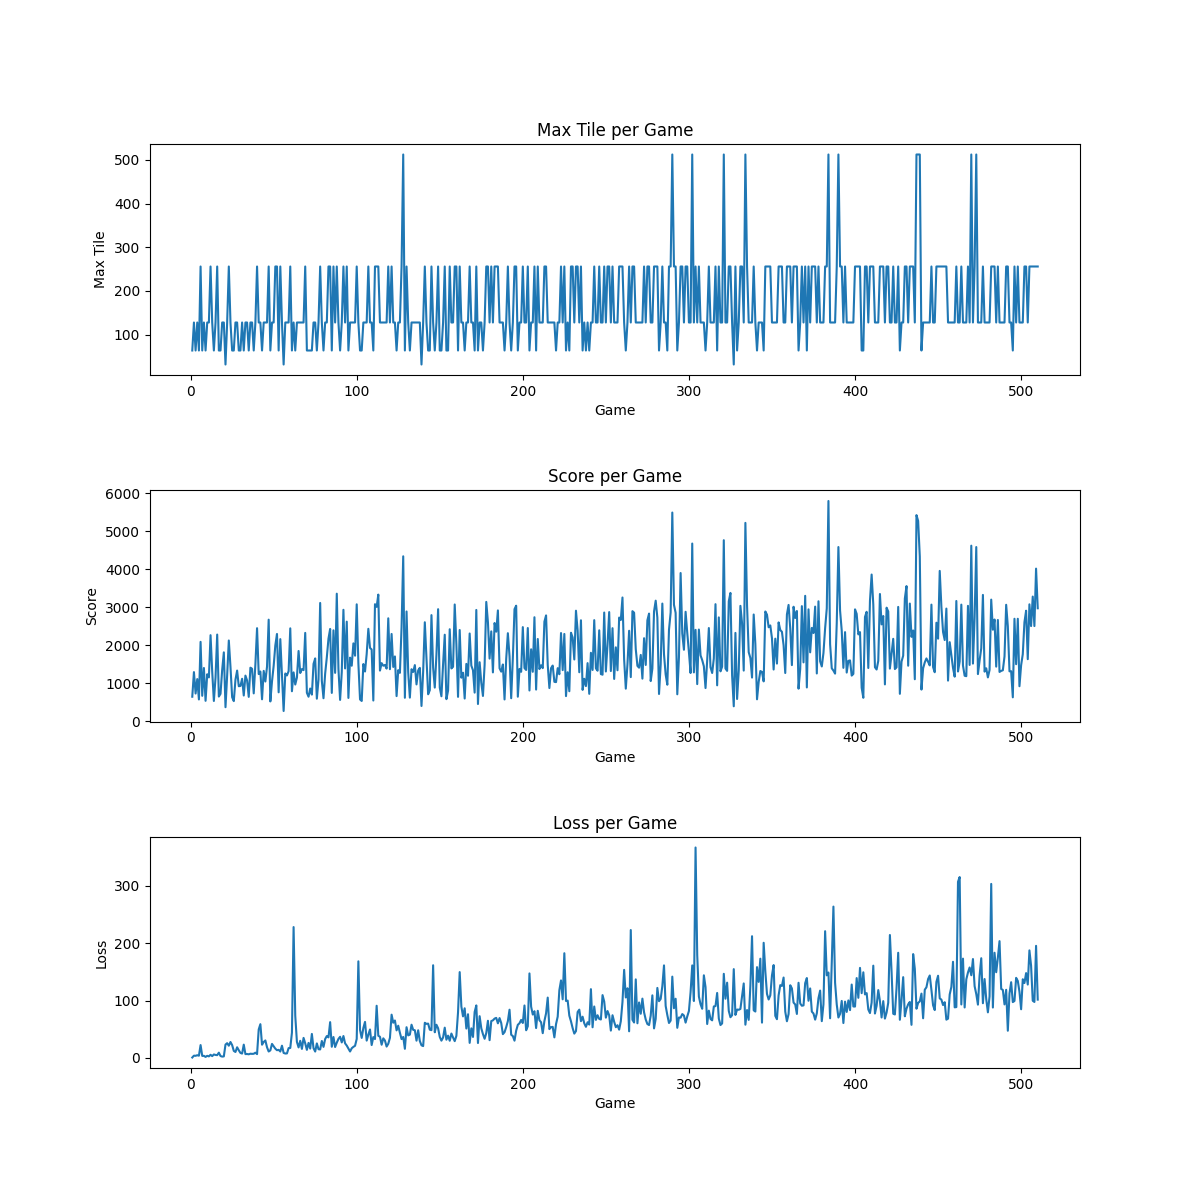 Max Tile per Game
500
400
300
200
100
Max Tile
0 100 200 300 400 500
Game
Score per Game
6000
5000
4000
3000
2000
1000
0
Score
0 100 200 300 400 500
Game
Loss per Game
300
200
100
0
Loss
0 100 200 300 400 500
Game